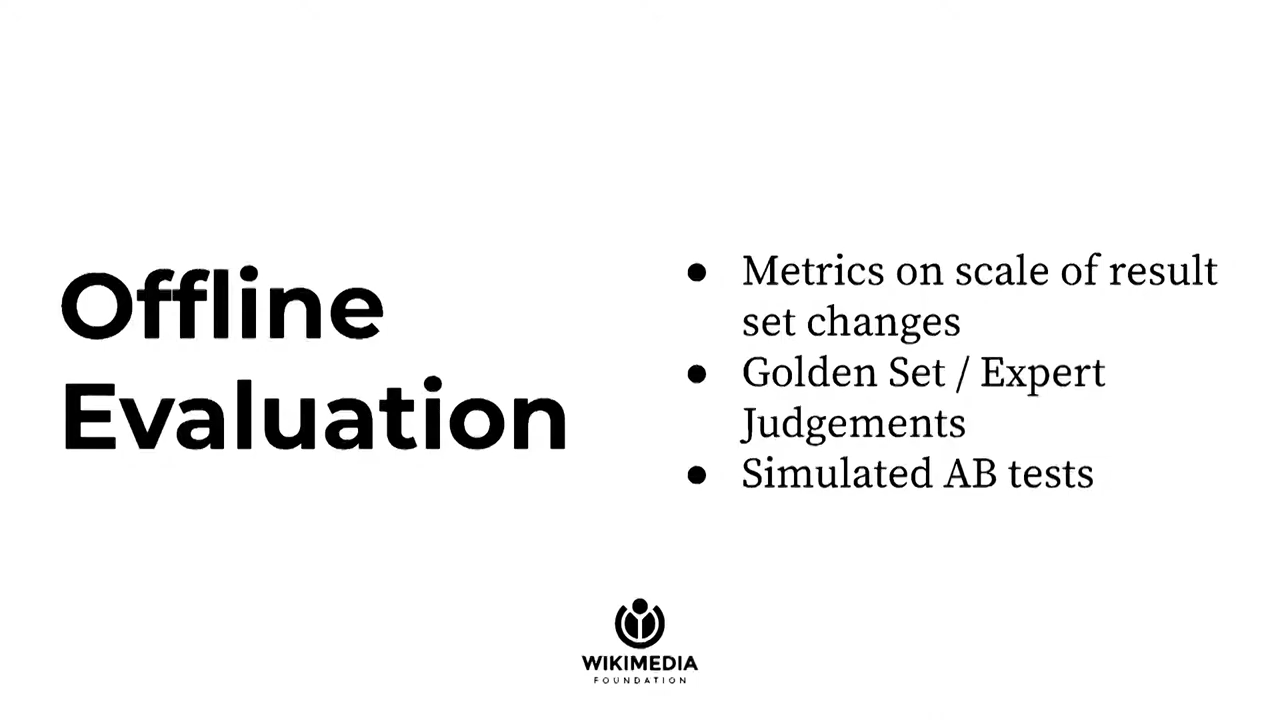 Offline
Evaluation
● Metrics on scale of result
set changes
● Golden Set / Expert
Judgements
● Simulated AB tests
WIKIMEDIA
FOUNDATION